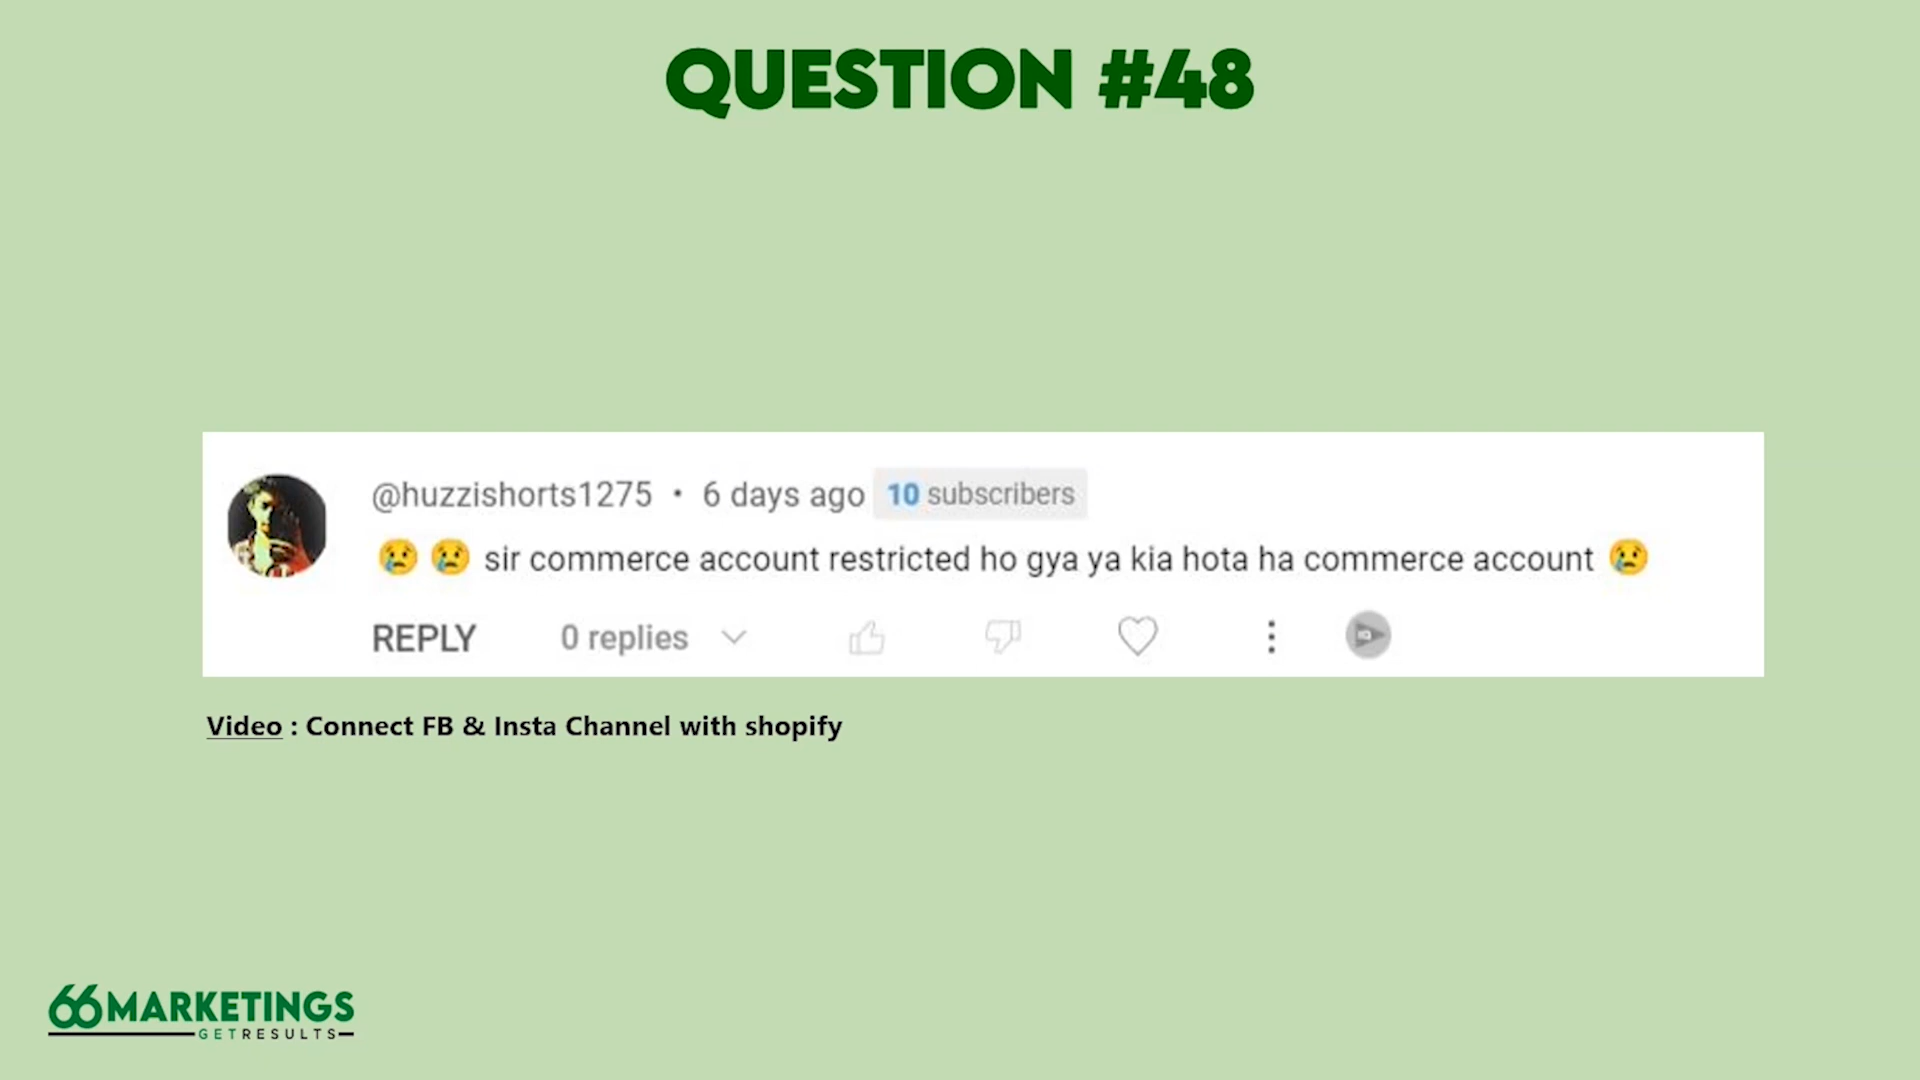 QUESTION #48
@huzzishorts1275 • 6 days ago 10 subscribers
😢 😢 sir commerce account restricted ho gya ya kia hota ha commerce account 😢
REPLY 0 replies
Video : Connect FB & Insta Channel with shopify
66MARKETINGS
GETRESULTS